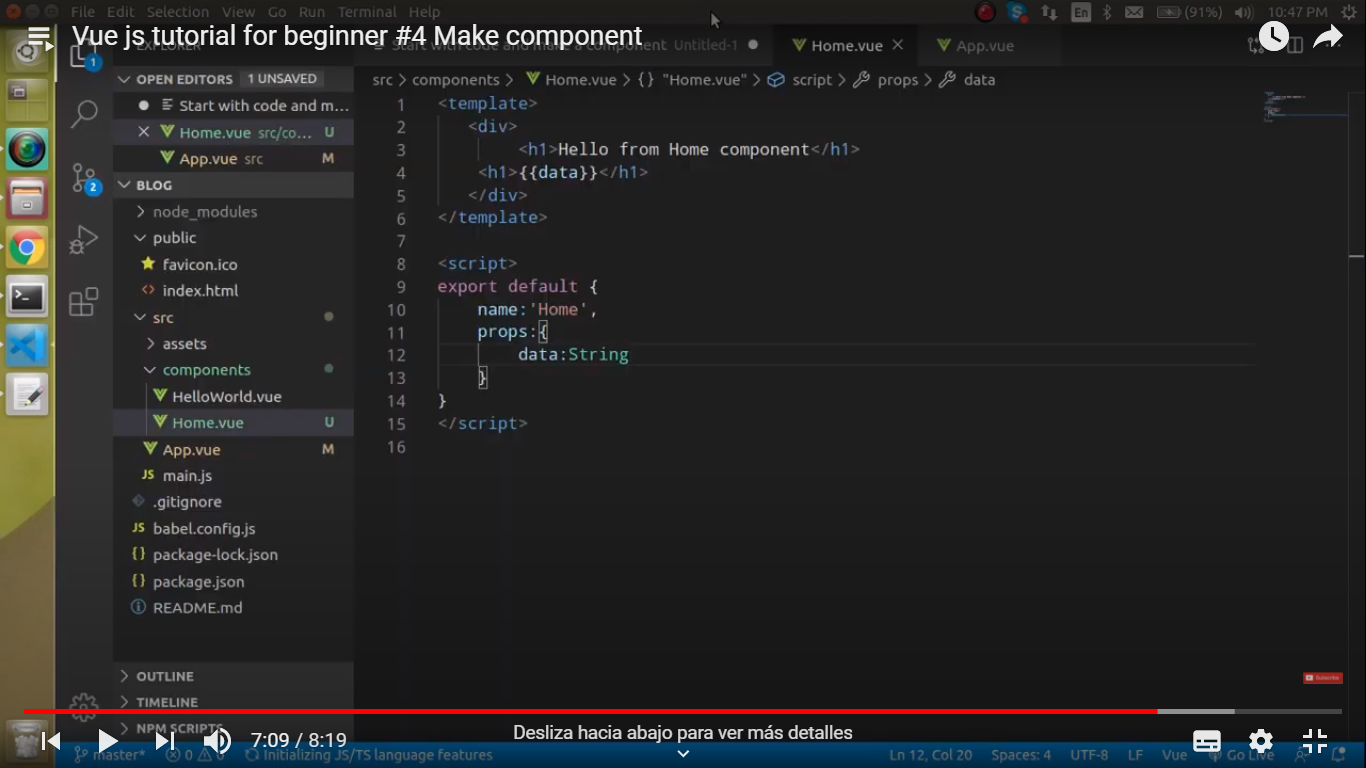 File Edit Selection View Go Run Terminal Help
En
(91%)
10:47 PM
Vue js tutorial for beginner #4 Make component
EXPLORER
Start with code and make a component Untitled-1
Home.vue
App.vue
1
OPEN EDITORS 1 UNSAVED
Start with code and m...
Home.vue src/co... U
App.vue src M
2
BLOG
node_modules
public
favicon.ico
index.html
src
assets
components
HelloWorld.vue
Home.vue U
App.vue M
JS main.js
.gitignore
JS babel.config.js
{} package-lock.json
{} package.json
README.md
OUTLINE
TIMELINE
NPM SCRIPTS
src > components > Home.vue > {} "Home.vue" > script > props > data
1 <template>
2 <div>
3 <h1>Hello from Home component</h1>
4 <h1>{{data}}</h1>
5 </div>
6 </template>
7
8 <script>
9 export default {
10 name:'Home',
11 props:{
12 data:String
13 }
14 }
15 </script>
16
Subscribe
7:09 / 8:19
Desliza hacia abajo para ver más detalles
master* 0 0 Initializing JS/TS language features
Ln 12, Col 20 Spaces: 4 UTF-8 LF Vue Go Live